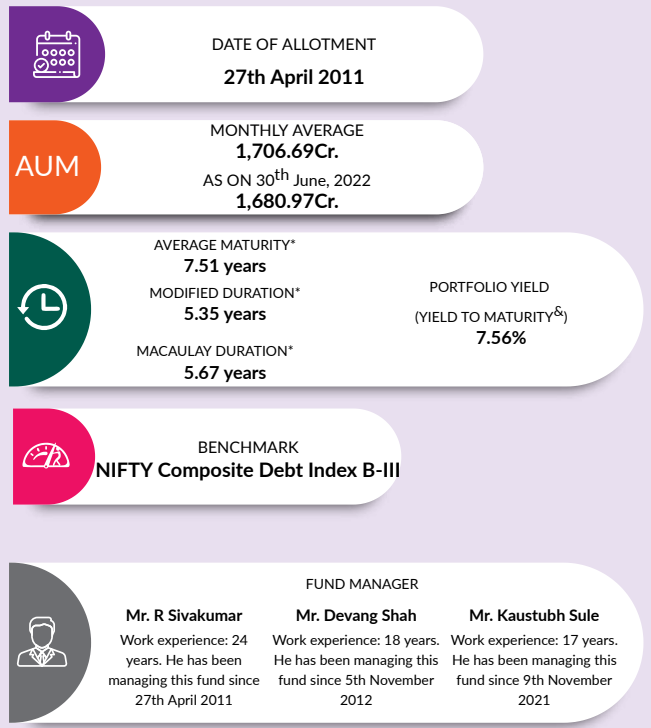 DATE OF ALLOTMENT
27th April 2011
AUM
MONTHLY AVERAGE
1,706.69Cr.
AS ON 30th June, 2022
1,680.97Cr.
AVERAGE MATURITY*
7.51 years
MODIFIED DURATION*
5.35 years
MACAULAY DURATION*
5.67 years
PORTFOLIO YIELD
(YIELD TO MATURITY&)
7.56%
BENCHMARK
NIFTY Composite Debt Index B-III
FUND MANAGER
Mr. R Sivakumar
Work experience: 24
years. He has been
managing this fund since
27th April 2011
Mr. Devang Shah
Work experience: 18 years.
He has been managing this
fund since 5th November
2012
Mr. Kaustubh Sule
Work experience: 17 years.
He has been managing this
fund since 9th November
2021